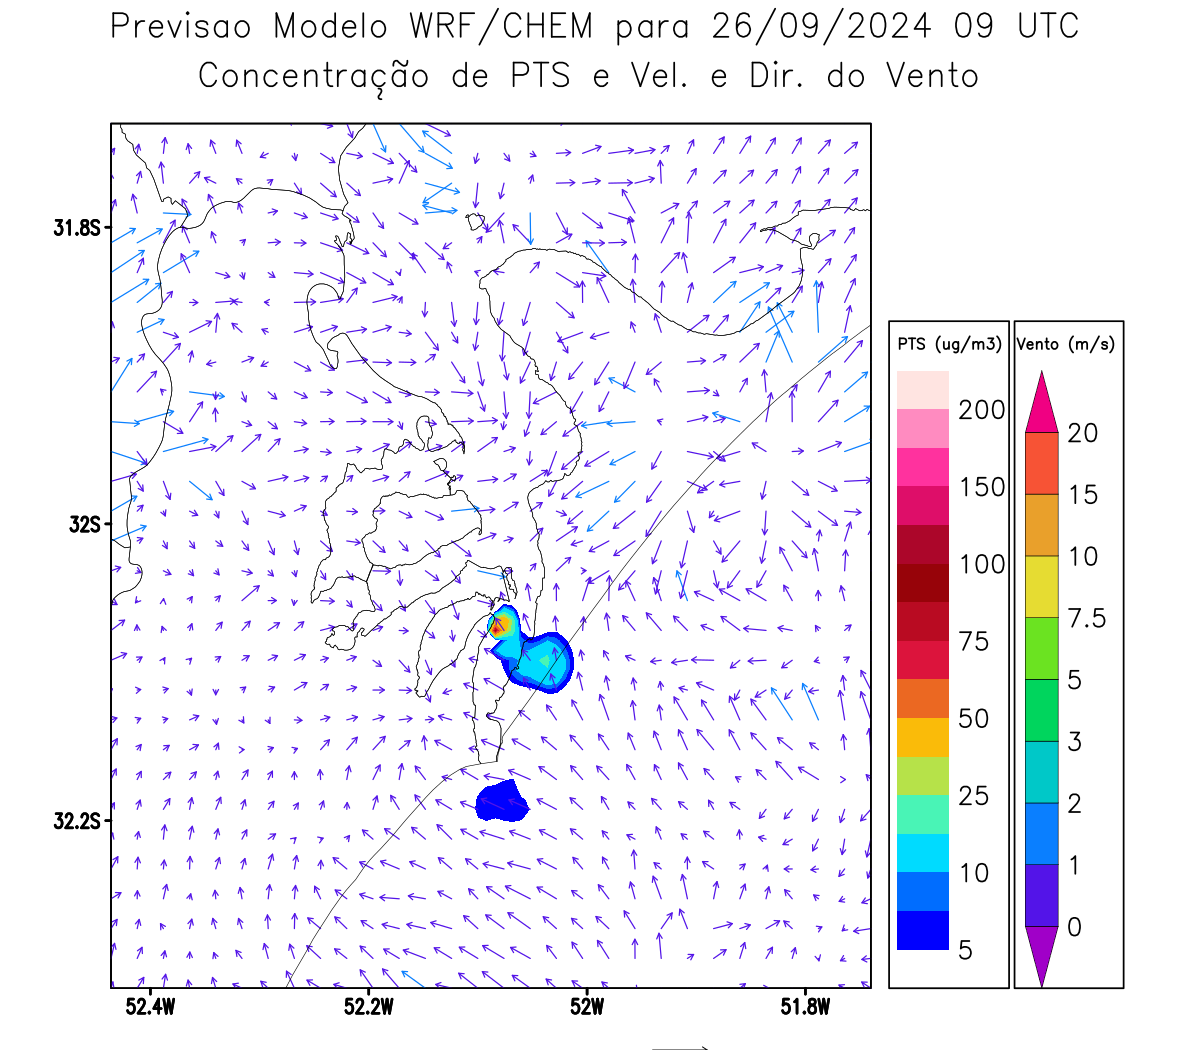 Previsao Modelo WRF/CHEM para 26/09/2024 09 UTC
Concentração de PTS e Vel. e Dir. do Vento
31.8S
32S
32.2S
52.4W 52.2W 52W 51.8W
PTS (ug/m3)
200
150
100
75
50
25
10
5
Vento (m/s)
20
15
10
7.5
5
3
2
1
0